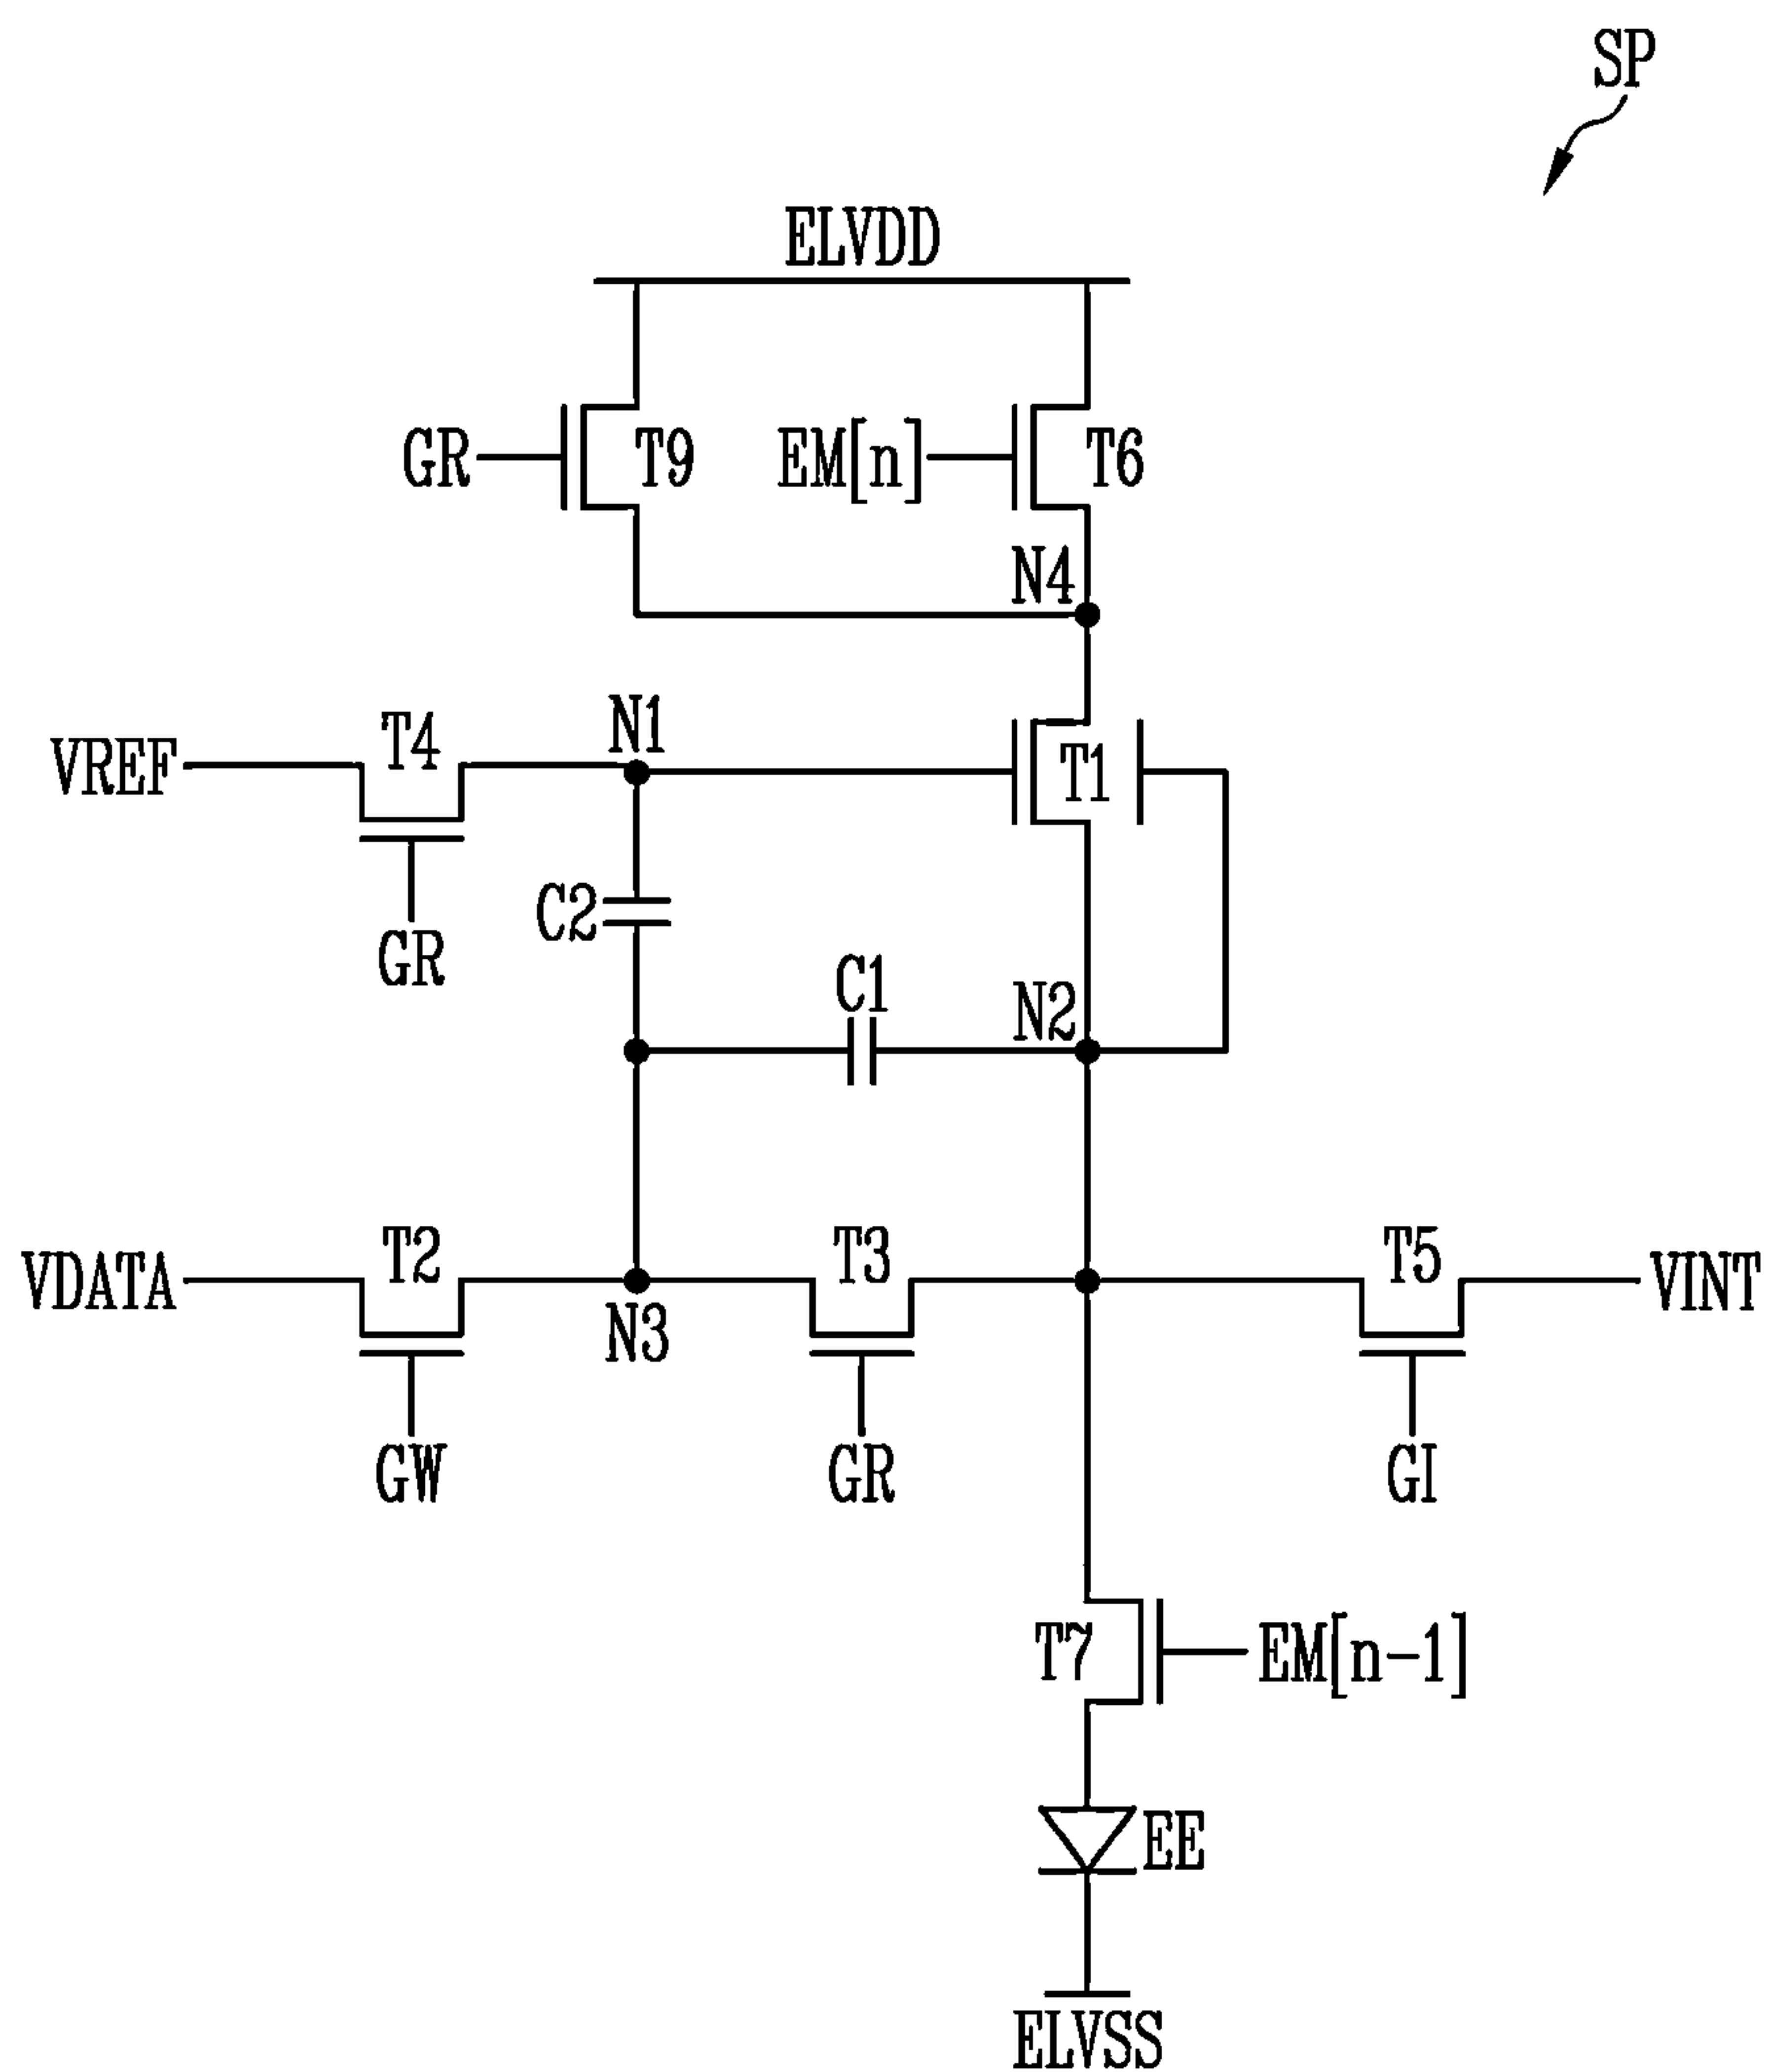 SP
ELVDD
GR
T9
EM[n]
T6
N4
VREF
T4
N1
T1
GR
C2
C1
N2
VDATA
T2
N3
T3
T5
VINT
GW
GR
GI
T7
EM[n-1]
EE
ELVSS